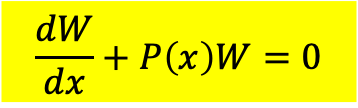 dW/dx + P(x)W = 0